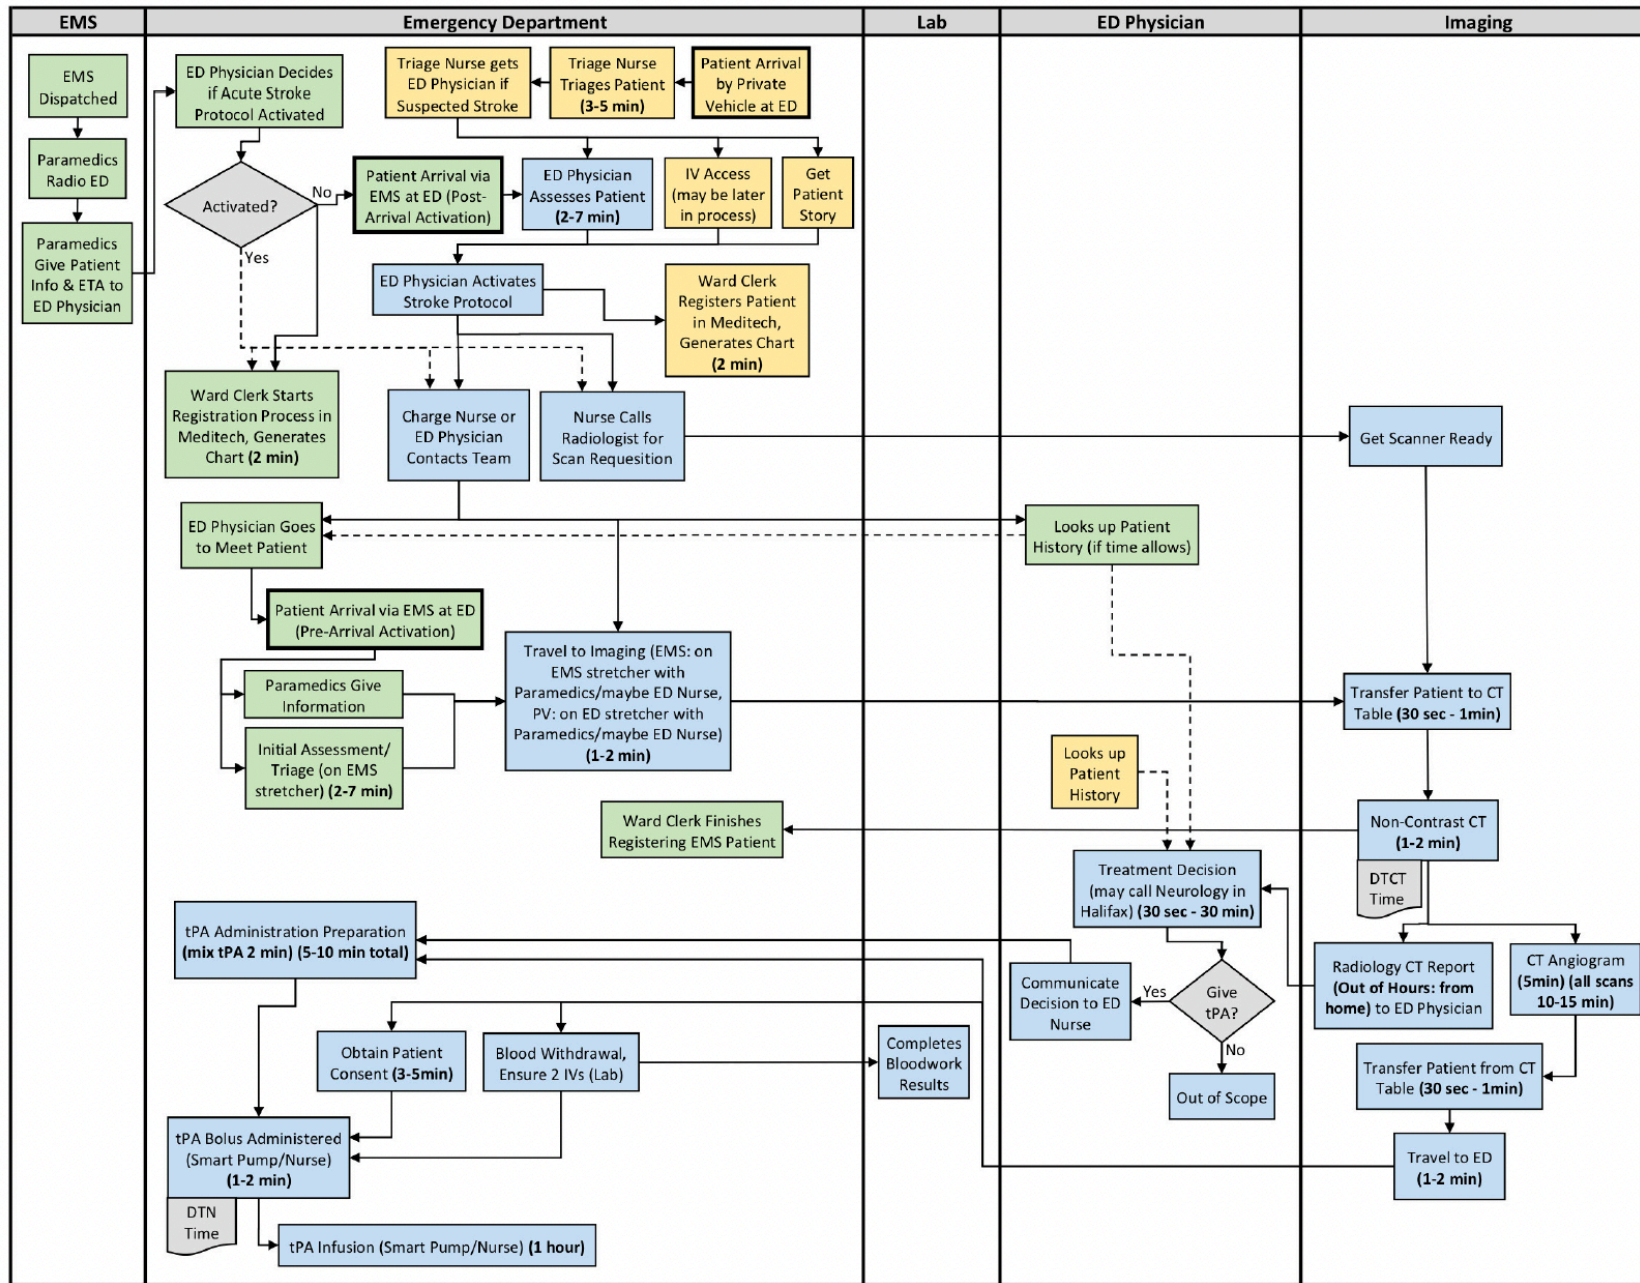 EMS
Emergency Department
Lab
ED Physician
Imaging
EMS
Dispatched
Paramedics
Radio ED
Paramedics
Give Patient
Info & ETA to
ED Physician
ED Physician Decides
if Acute Stroke
Protocol Activated
Triage Nurse gets
ED Physician if
Suspected Stroke
Triage Nurse
Triages Patient
(3-5 min)
Patient Arrival
by Private
Vehicle at ED
Activated?
No
Yes
Patient Arrival via
EMS at ED (Post-
Arrival Activation)
ED Physician
Assesses Patient
(2-7 min)
IV Access
(may be later
in process)
Get
Patient
Story
ED Physician Activates
Stroke Protocol
Ward Clerk
Registers Patient
in Meditech,
Generates Chart
(2 min)
Ward Clerk Starts
Registration Process in
Meditech, Generates
Chart (2 min)
Charge Nurse or
ED Physician
Contacts Team
Nurse Calls
Radiologist for
Scan Requesition
Get Scanner Ready
ED Physician Goes
to Meet Patient
Looks up Patient
History (if time allows)
Patient Arrival via EMS at ED
(Pre-Arrival Activation)
Paramedics Give
Information
Initial Assessment/
Triage (on EMS
stretcher) (2-7 min)
Travel to Imaging (EMS: on
EMS stretcher with
Paramedics/maybe ED Nurse,
PV: on ED stretcher with
Paramedics/maybe ED Nurse)
(1-2 min)
Transfer Patient to CT
Table (30 sec - 1min)
Looks up
Patient
History
Ward Clerk Finishes
Registering EMS Patient
Non-Contrast CT
(1-2 min)
DTCT
Time
Treatment Decision
(may call Neurology in
Halifax) (30 sec - 30 min)
tPA Administration Preparation
(mix tPA 2 min) (5-10 min total)
Communicate
Decision to ED
Nurse
Yes
Give
tPA?
No
Out of Scope
Radiology CT Report
(Out of Hours: from
home) to ED Physician
CT Angiogram
(5min) (all scans
10-15 min)
Obtain Patient
Consent (3-5min)
Blood Withdrawal,
Ensure 2 IVs (Lab)
Completes
Bloodwork
Results
Transfer Patient from CT
Table (30 sec - 1min)
Travel to ED
(1-2 min)
tPA Bolus Administered
(Smart Pump/Nurse)
(1-2 min)
DTN
Time
tPA Infusion (Smart Pump/Nurse) (1 hour)